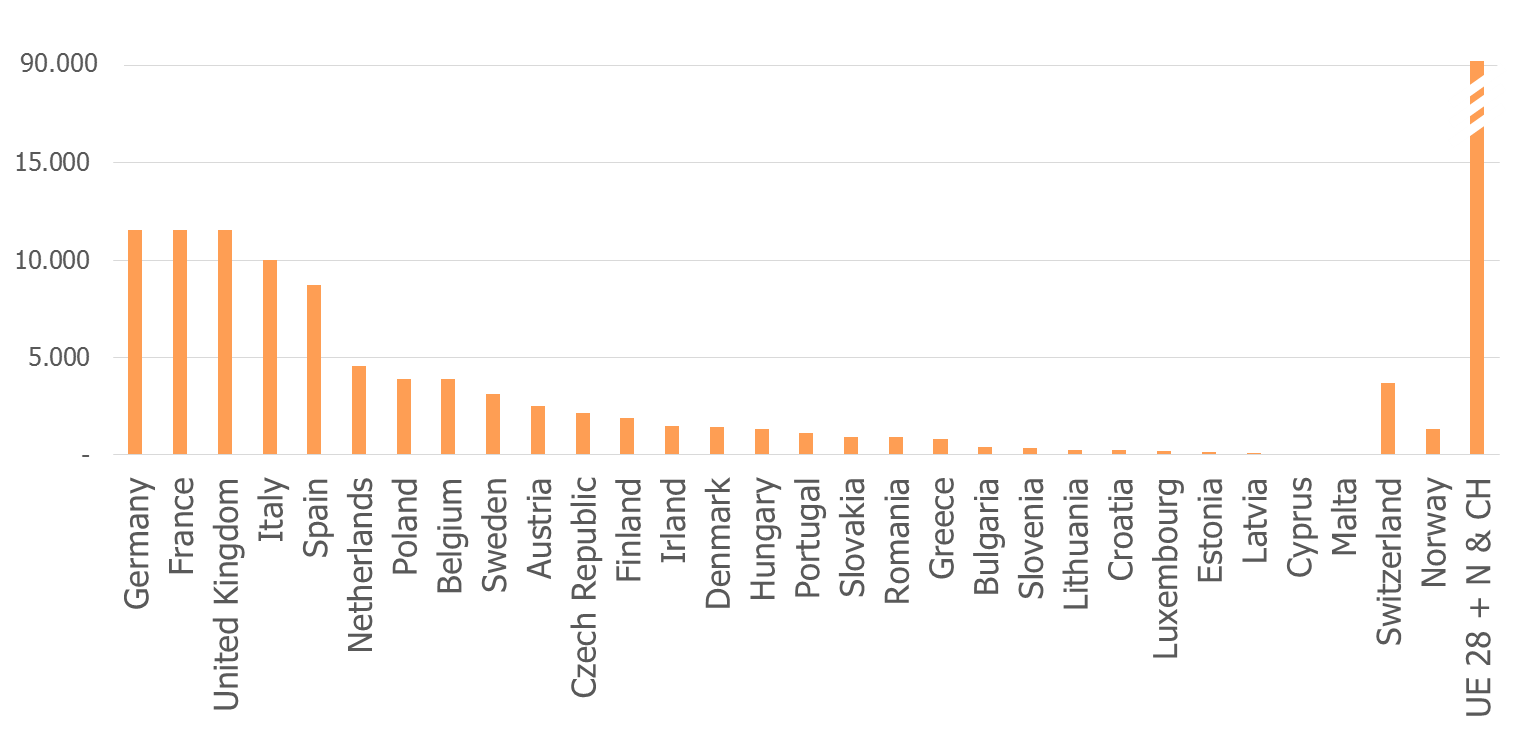 90.000
15.000
10.000
5.000
-
Germany
France
United Kingdom
Italy
Spain
Netherlands
Poland
Belgium
Sweden
Austria
Czech Republic
Finland
Irland
Denmark
Hungary
Portugal
Slovakia
Romania
Greece
Bulgaria
Slovenia
Lithuania
Croatia
Luxembourg
Estonia
Latvia
Cyprus
Malta
Switzerland
Norway
UE 28 + N & CH